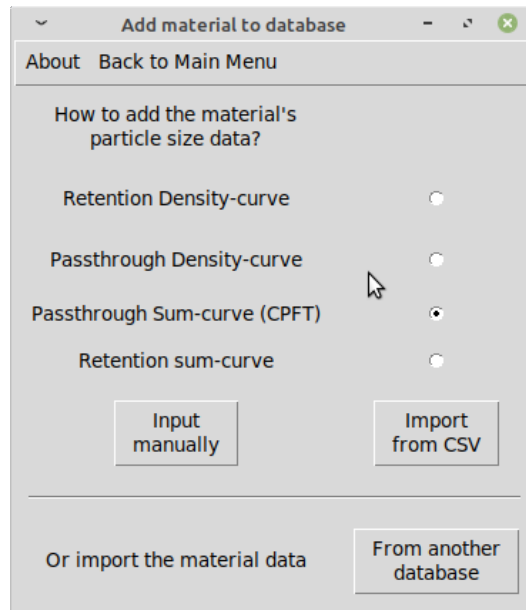 Add material to database
About Back to Main Menu
How to add the material's
particle size data?
Retention Density-curve
Passthrough Density-curve
Passthrough Sum-curve (CPFT)
Retention sum-curve
Input
manually
Import
from CSV
Or import the material data
From another
database